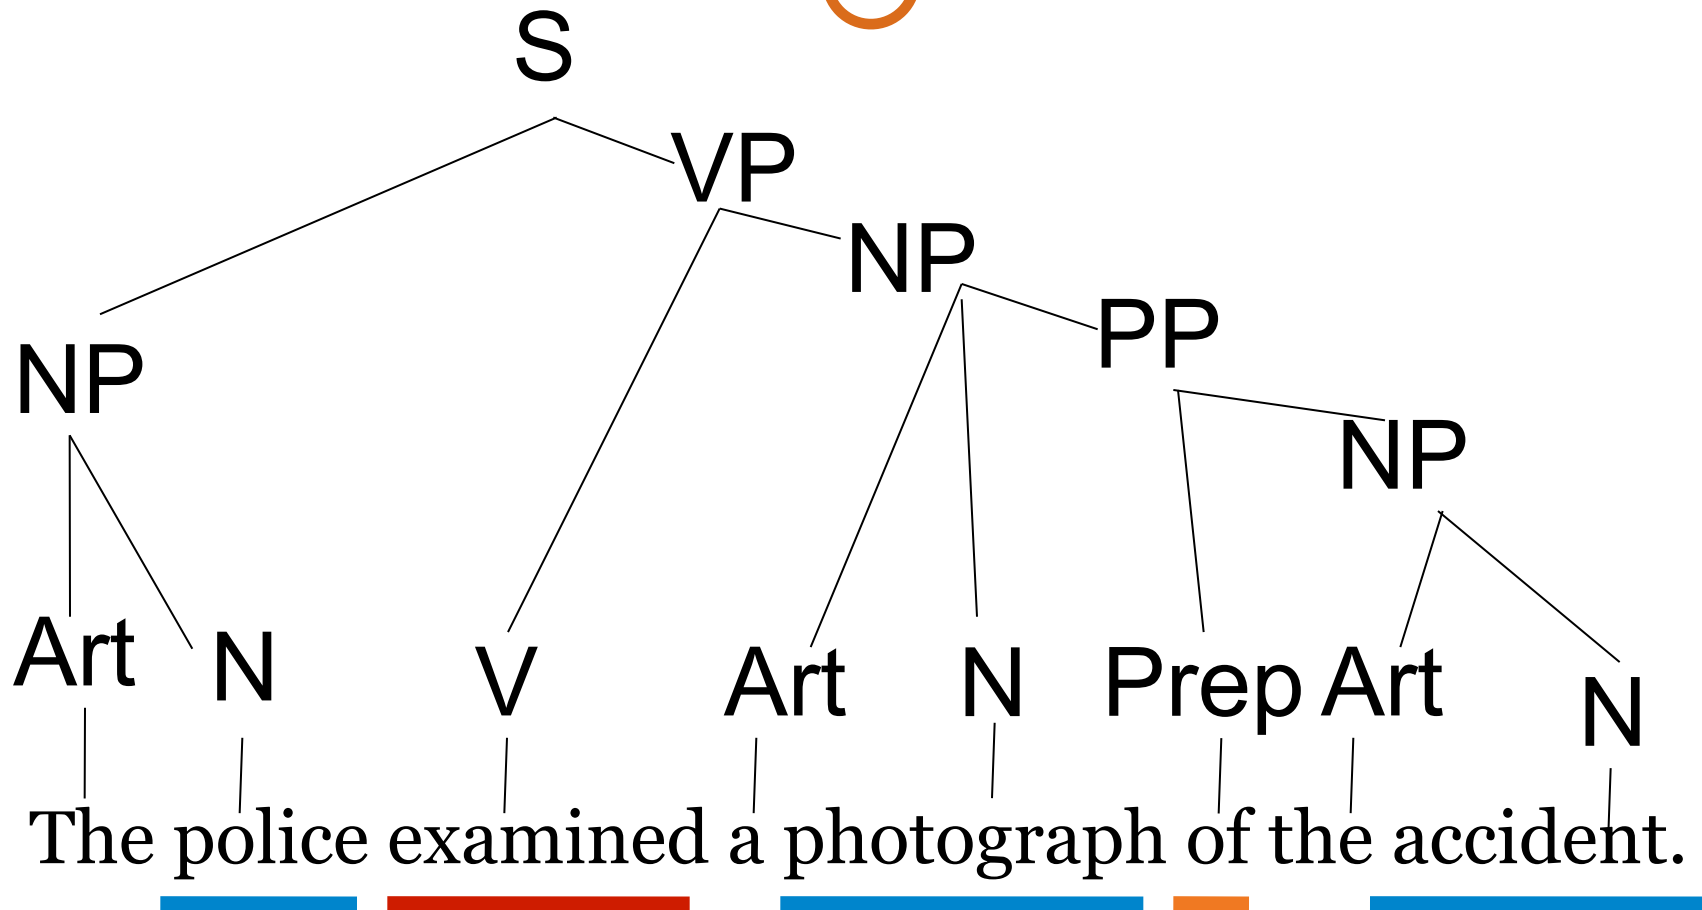 S
VP
NP
PP
NP
NP
Art N V Art N Prep Art N
The police examined a photograph of the accident.